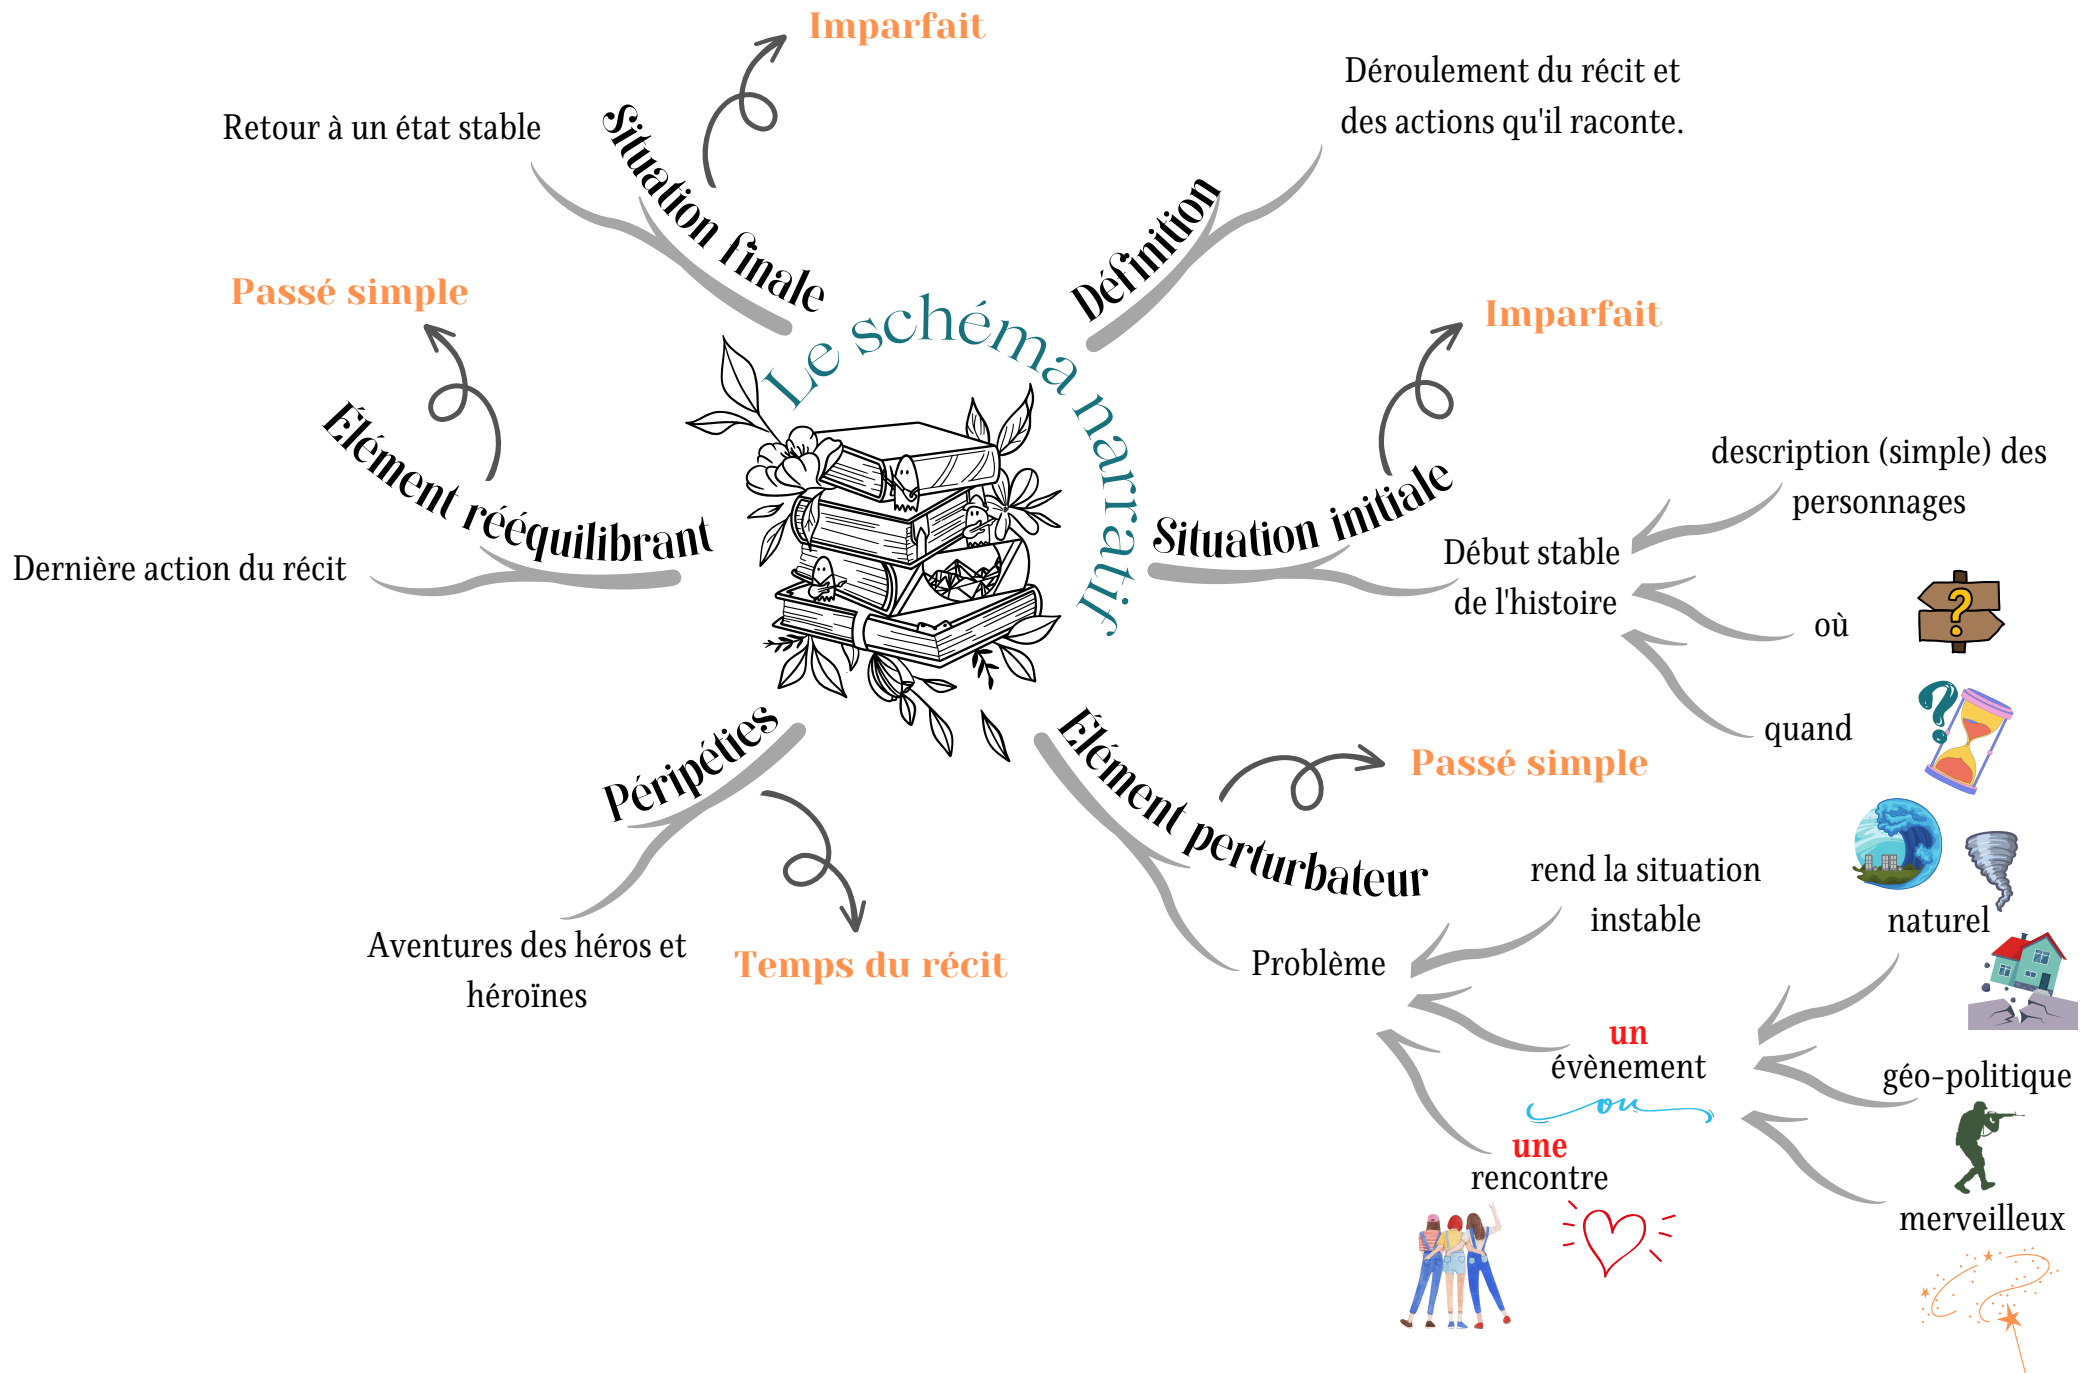 Le schéma narratif
Définition
Déroulement du récit et
des actions qu'il raconte.
Situation initiale
Imparfait
Début stable
de l'histoire
description (simple) des
personnages
où
quand
Élément perturbateur
Passé simple
Problème
rend la situation
instable
un
évènement
ou
une
rencontre
naturel
géo-politique
merveilleux
Péripéties
Temps du récit
Aventures des héros et
héroïnes
Élément rééquilibrant
Passé simple
Dernière action du récit
Situation finale
Imparfait
Retour à un état stable